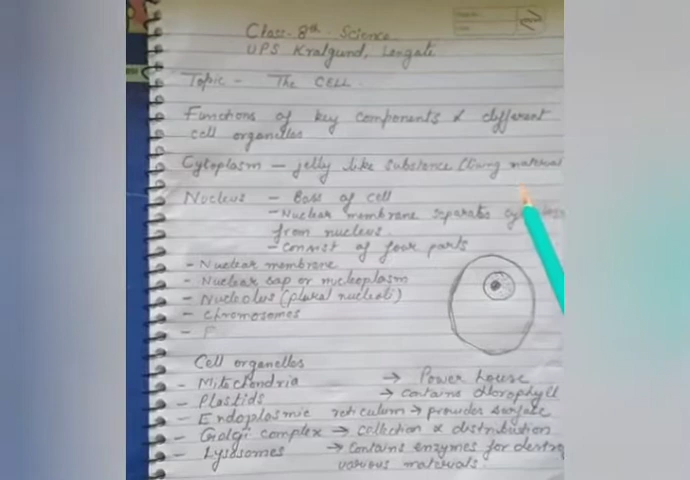 Class - 8th - Science
UPS Kralgund, Langate
Topic - The CELL.
Functions of key components & different
cell organelles
Cytoplasm - jelly like substance (living material
Nucleus - Boss of cell
- Nuclear membrane separates
from nucleus.
- Consist of four parts
- Nuclear membrane
- Nuclear sap or nucleoplasm
- Nucleolus (plural nucleoli)
- Chromosomes
- F
Cell organelles
- Mitochondria → Power house
- Plastids → contains chlorophyll
- Endoplasmic reticulum → provides surface
- Golgi complex → collection & distribution
- Lysosomes → contains enzymes for destro
various materials.